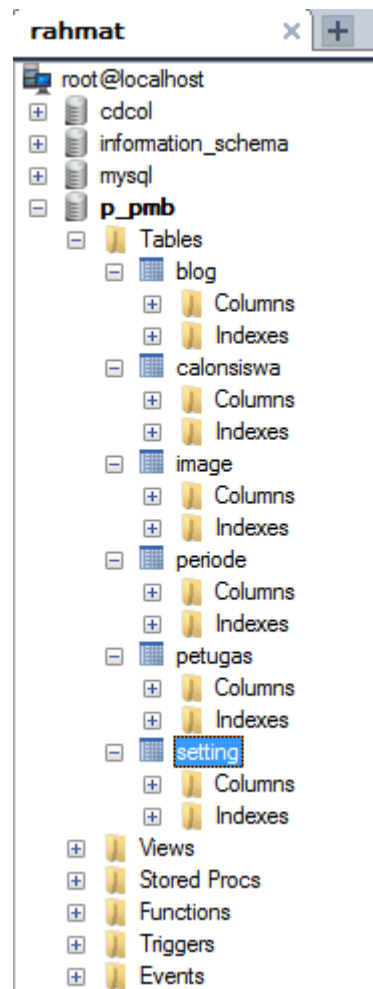 rahmat
root@localhost
cdcol
information_schema
mysql
p_pmb
Tables
blog
Columns
Indexes
calonsiswa
Columns
Indexes
image
Columns
Indexes
periode
Columns
Indexes
petugas
Columns
Indexes
setting
Columns
Indexes
Views
Stored Procs
Functions
Triggers
Events